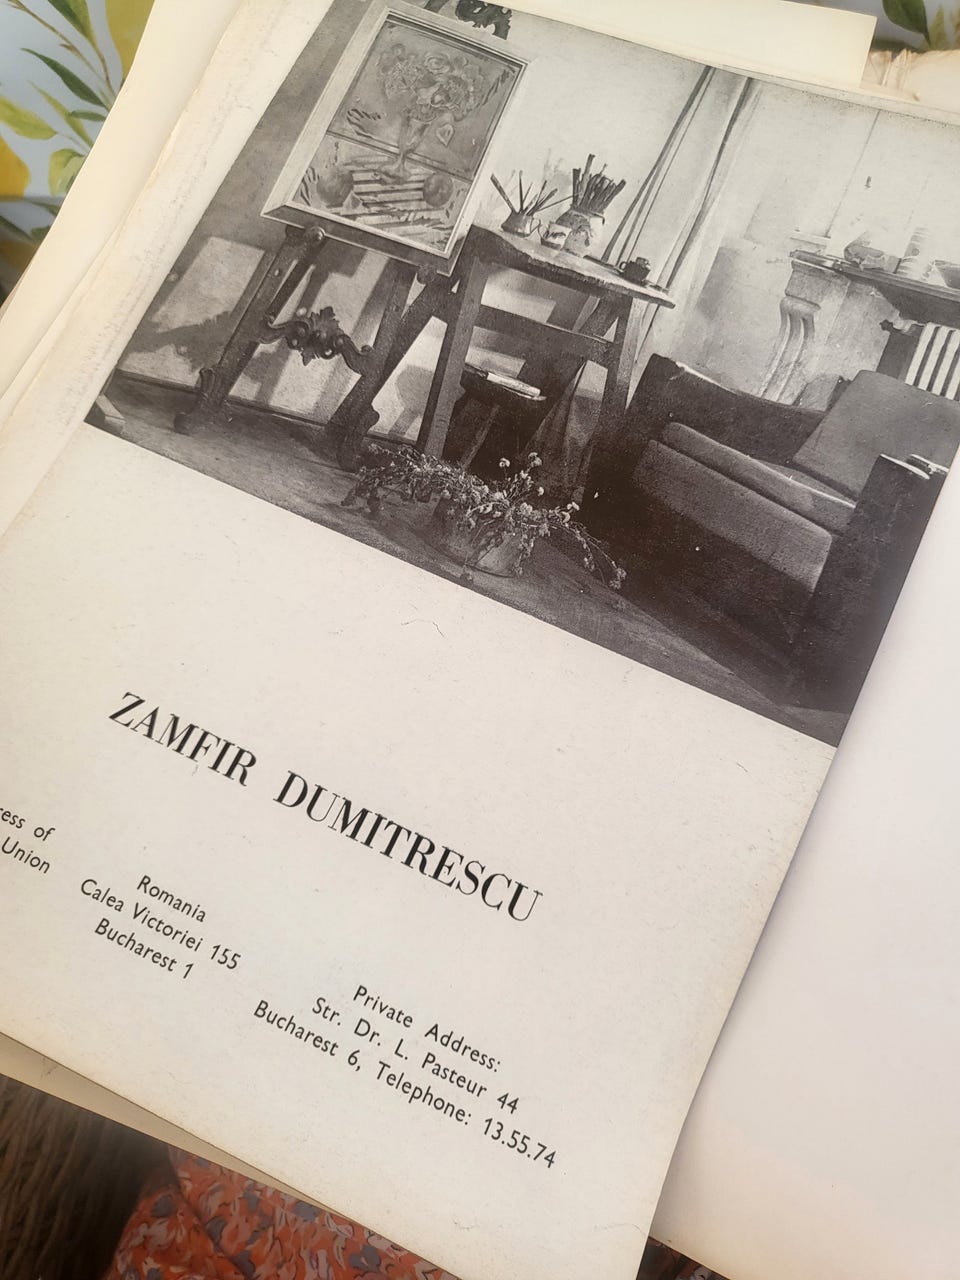 ZAMFIR DUMITRESCU
of
Union
Romania
Calea Victoriei 155
Bucharest 1
Private Address:
Str. Dr. L. Pasteur 44
Bucharest 6, Telephone: 13.55.74